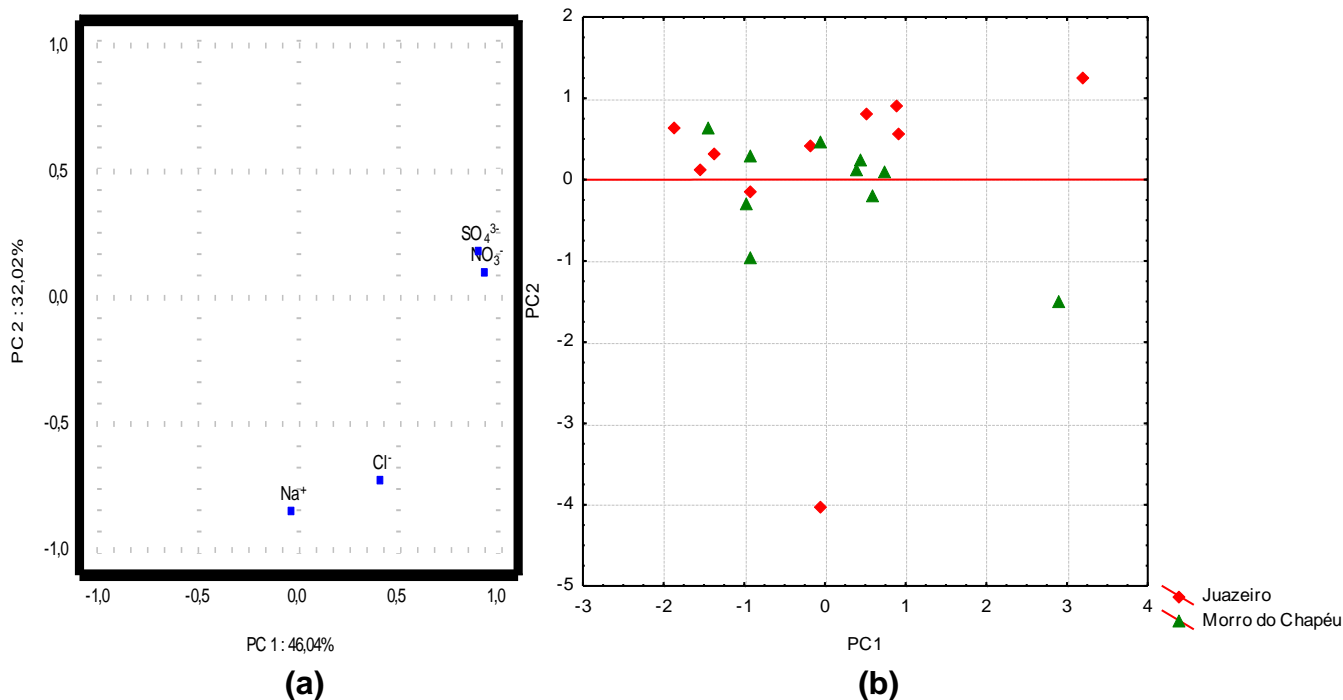 1,0
0,5
0,0
-0,5
-1,0
PC 2 : 32,02%
SO₄³⁻
NO₃⁻
Cl⁻
Na⁺
-1,0 -0,5 0,0 0,5 1,0
PC 1 : 46,04%
(a)
2
1
0
-1
-2
-3
-4
-5
PC2
-3 -2 -1 0 1 2 3 4
PC1
Juazeiro
Morro do Chapéu
(b)